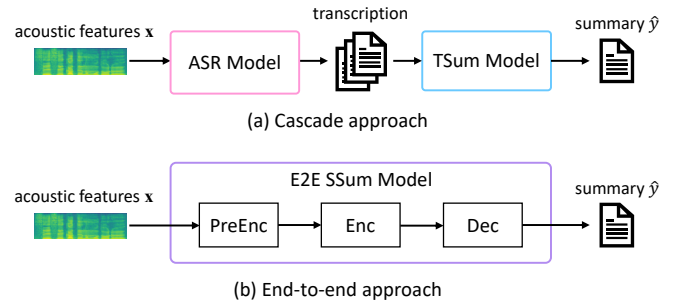 transcription
acoustic features x
summary ŷ
ASR Model
TSum Model
(a) Cascade approach
E2E SSum Model
acoustic features x
summary ŷ
PreEnc
Enc
Dec
(b) End-to-end approach